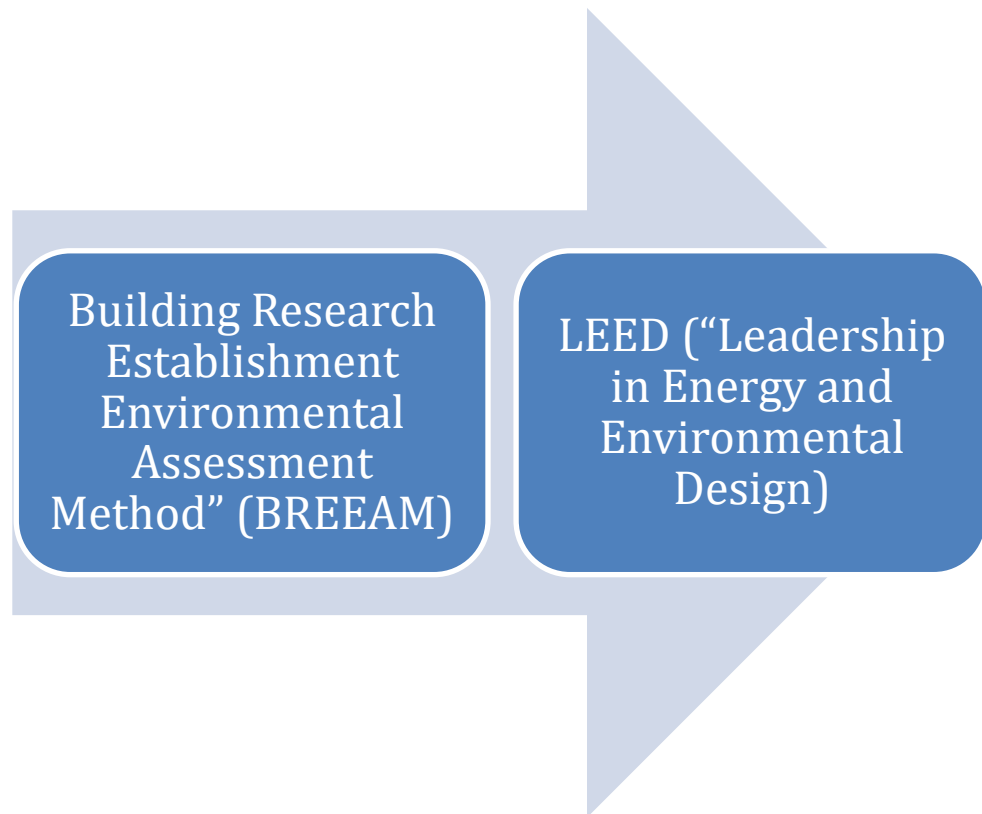 Building Research
Establishment
Environmental
Assessment
Method” (BREEAM)
LEED (“Leadership
in Energy and
Environmental
Design)